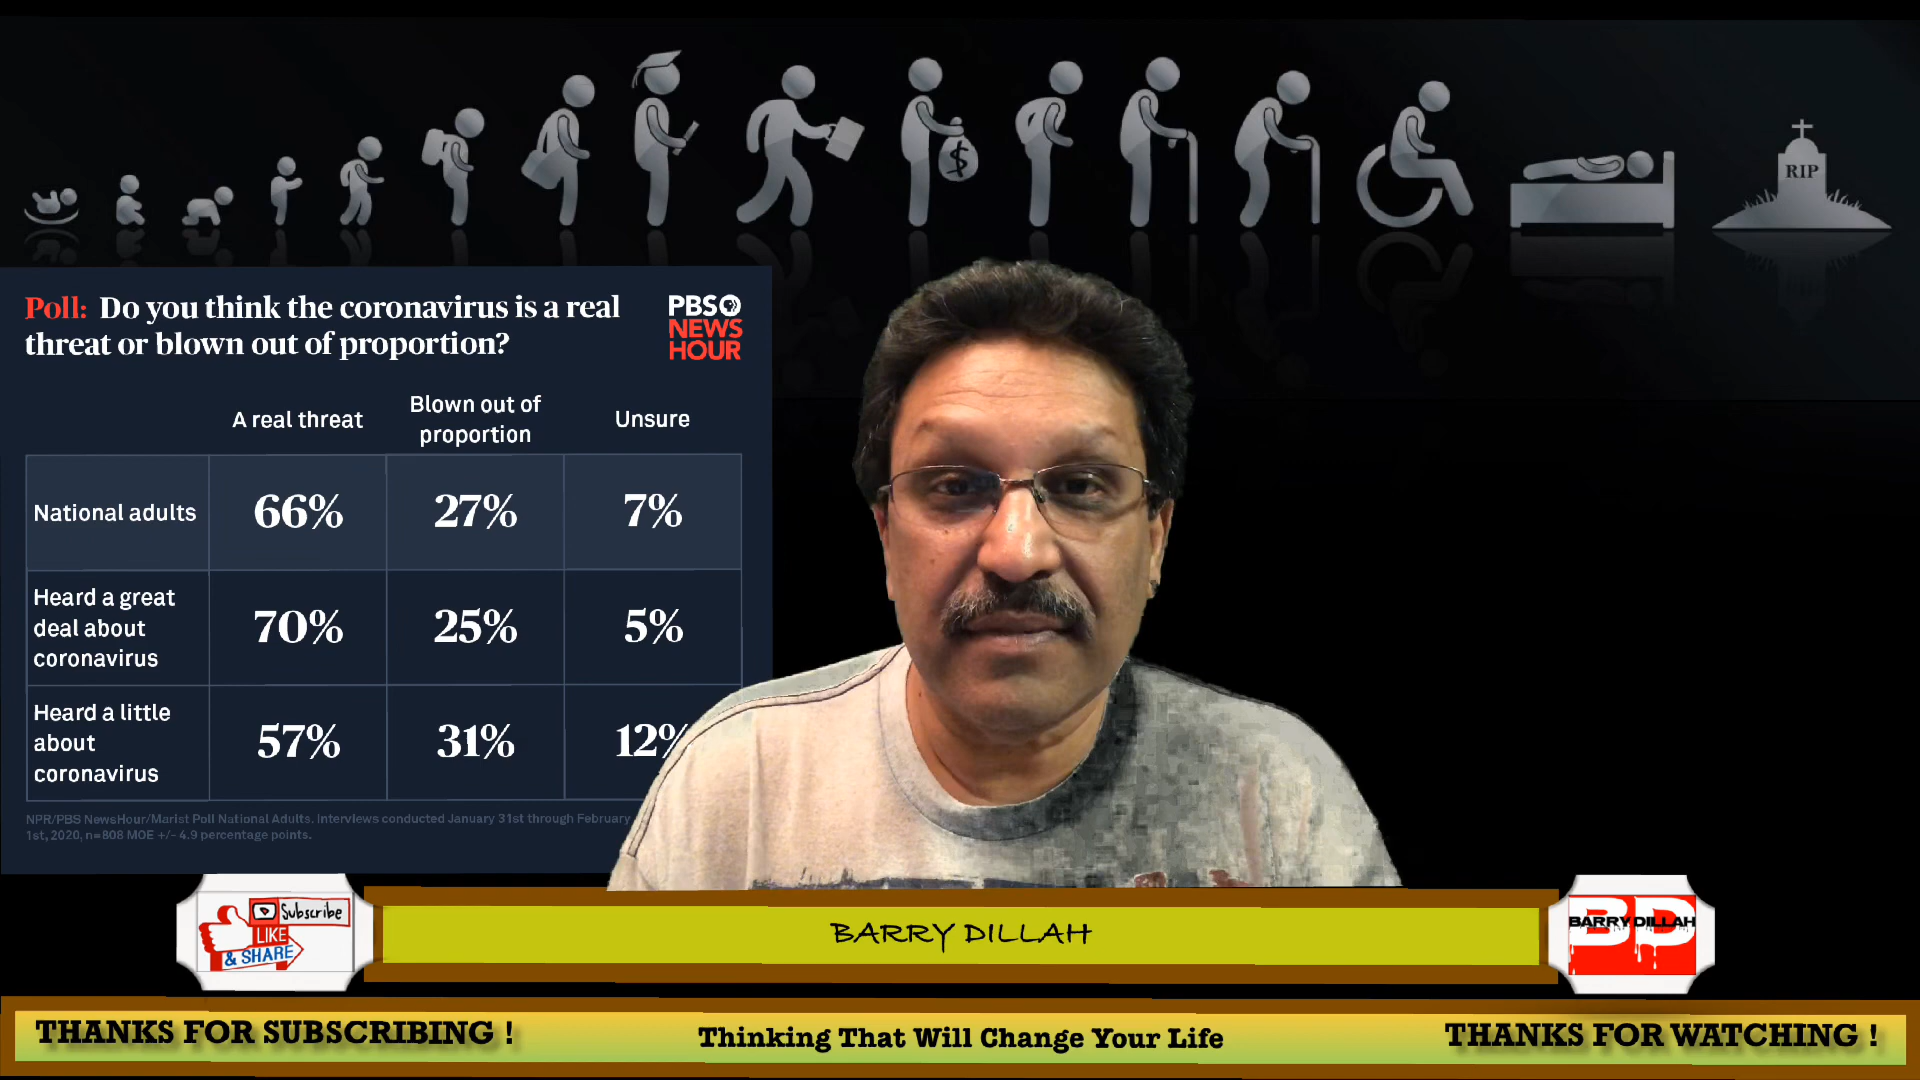 $
RIP
Poll: Do you think the coronavirus is a real
threat or blown out of proportion?
PBS
NEWS
HOUR
A real threat
Blown out of
proportion
Unsure
National adults
66%
27%
7%
Heard a great
deal about
coronavirus
70%
25%
5%
Heard a little
about
coronavirus
57%
31%
12%
NPR/PBS NewsHour/Marist Poll National Adults. Interviews conducted January 31st through February
1st, 2020, n=808 MOE +/- 4.9 percentage points.
Subscribe
LIKE
& SHARE
BARRY DILLAH
BD
BARRY DILLAH
THANKS FOR SUBSCRIBING !
Thinking That Will Change Your Life
THANKS FOR WATCHING !